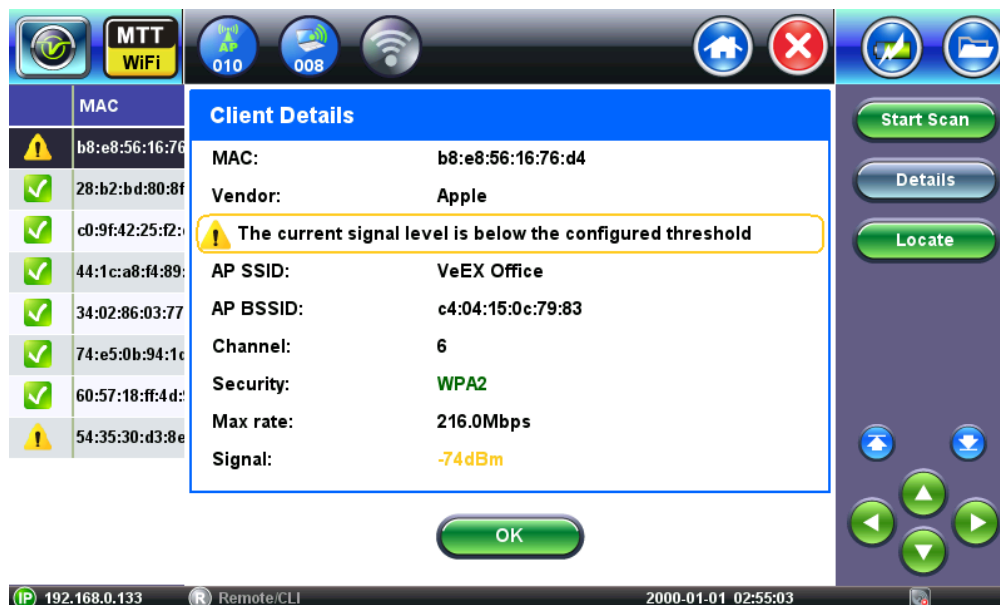 MTT
WiFi
AP
010
008
MAC
b8:e8:56:16:76
28:b2:bd:80:8f
c0:9f:42:25:f2:
44:1c:a8:f4:89:
34:02:86:03:77
74:e5:0b:94:1c
60:57:18:ff:4d:
54:35:30:d3:8e
Client Details
MAC: b8:e8:56:16:76:d4
Vendor: Apple
The current signal level is below the configured threshold
AP SSID: VeEX Office
AP BSSID: c4:04:15:0c:79:83
Channel: 6
Security: WPA2
Max rate: 216.0Mbps
Signal: -74dBm
OK
Start Scan
Details
Locate
IP 192.168.0.133 R Remote/CLI 2000-01-01 02:55:03